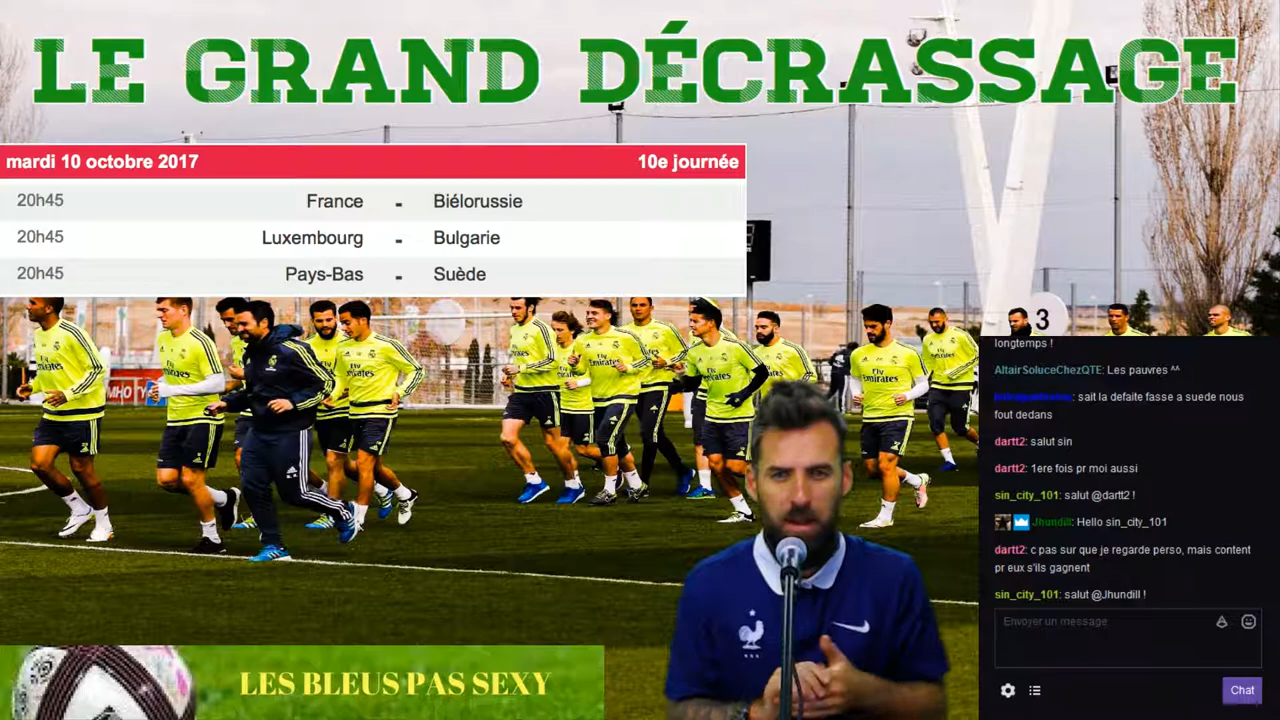 LE GRAND DÉCRASSAGE
mardi 10 octobre 2017 10e journée
20h45 France - Biélorussie
20h45 Luxembourg - Bulgarie
20h45 Pays-Bas - Suède
3
Fly Emirates
longtemps !
AltairSoluceChezQTE: Les pauvres ^^
: sait la defaite fasse a suede nous
fout dedans
dartt2: salut sin
dartt2: 1ere fois pr moi aussi
sin_city_101: salut @dartt2 !
Jhundill: Hello sin_city_101
dartt2: c pas sur que je regarde perso, mais content
pr eux s'ils gagnent
sin_city_101: salut @Jhundill !
Envoyer un message
Chat
LES BLEUS PAS SEXY